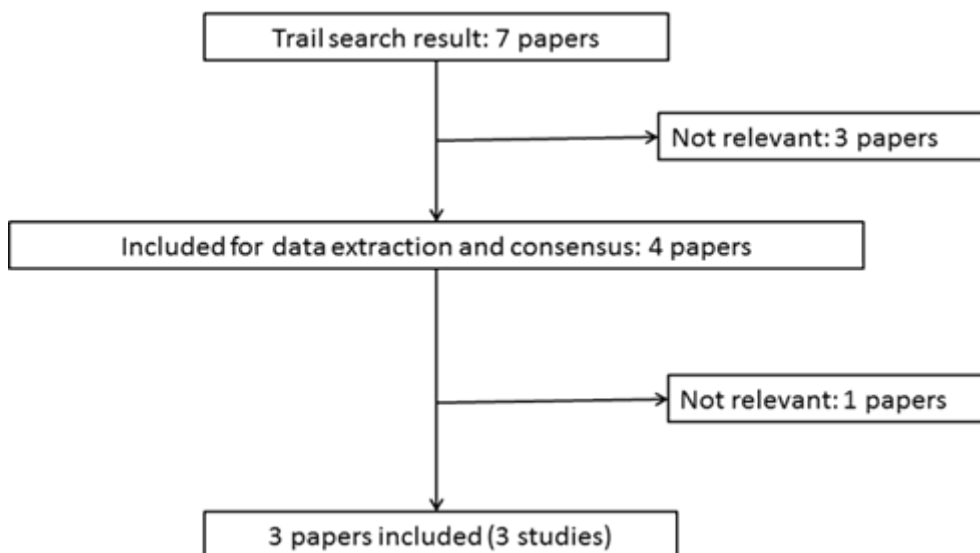 Trail search result: 7 papers
Not relevant: 3 papers
Included for data extraction and consensus: 4 papers
Not relevant: 1 papers
3 papers included (3 studies)